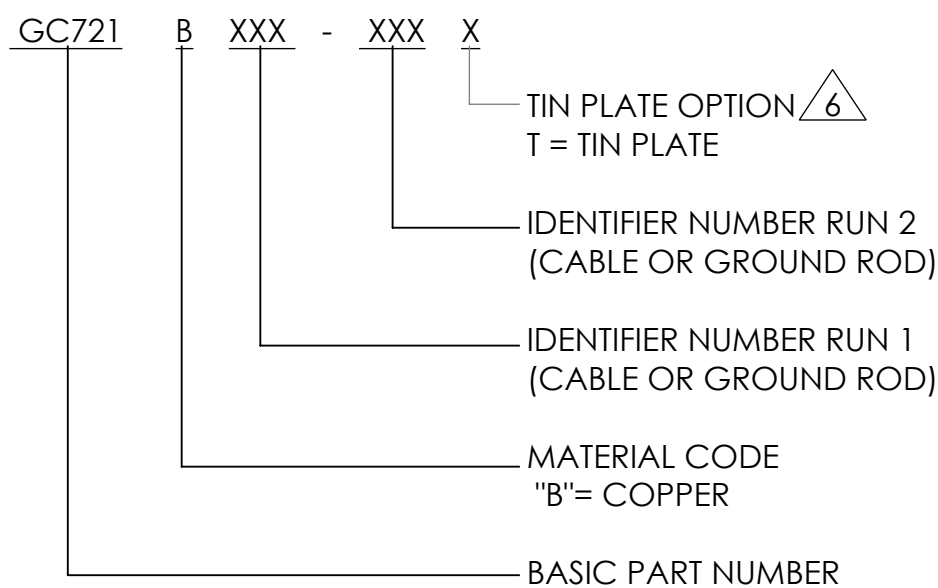 GC721 B XXX - XXX X
TIN PLATE OPTION 6
T = TIN PLATE
IDENTIFIER NUMBER RUN 2
(CABLE OR GROUND ROD)
IDENTIFIER NUMBER RUN 1
(CABLE OR GROUND ROD)
MATERIAL CODE
"B"= COPPER
BASIC PART NUMBER